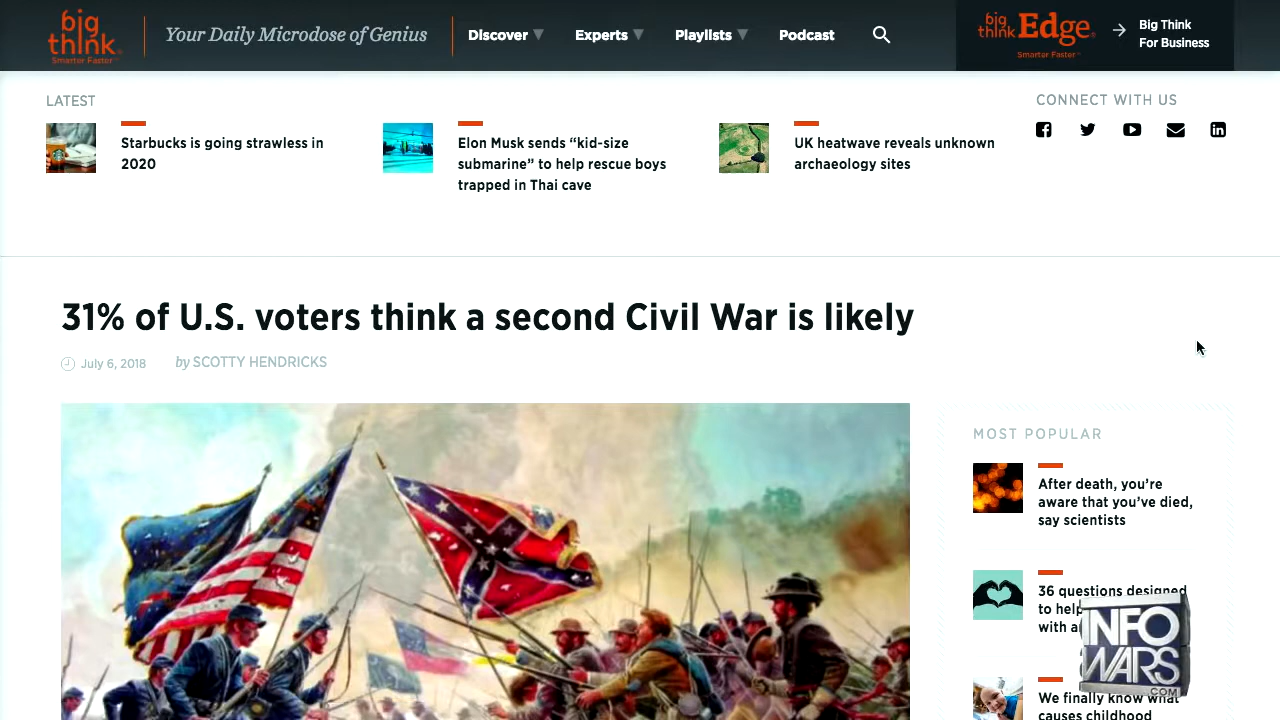 big think
Smarter Faster™
Your Daily Microdose of Genius
Discover
Experts
Playlists
Podcast
big think Edge
Smarter Faster™
Big Think
For Business
LATEST
Starbucks is going strawless in
2020
Elon Musk sends “kid-size
submarine” to help rescue boys
trapped in Thai cave
UK heatwave reveals unknown
archaeology sites
CONNECT WITH US
31% of U.S. voters think a second Civil War is likely
July 6, 2018
by SCOTTY HENDRICKS
MOST POPULAR
After death, you’re
aware that you’ve died,
say scientists
36 questions designed
to help
with a
We finally know what
causes childhood
INFO
WARS
.COM